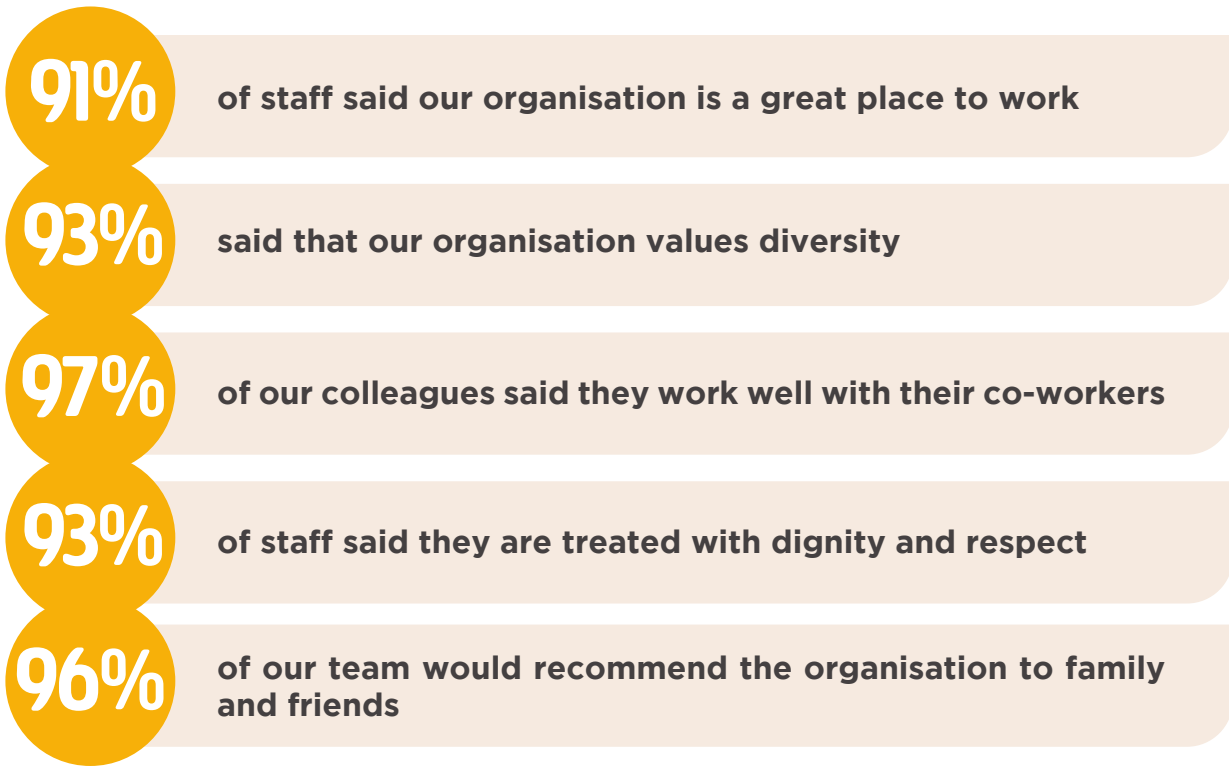 91%
of staff said our organisation is a great place to work
93%
said that our organisation values diversity
97%
of our colleagues said they work well with their co-workers
93%
of staff said they are treated with dignity and respect
96%
of our team would recommend the organisation to family
and friends